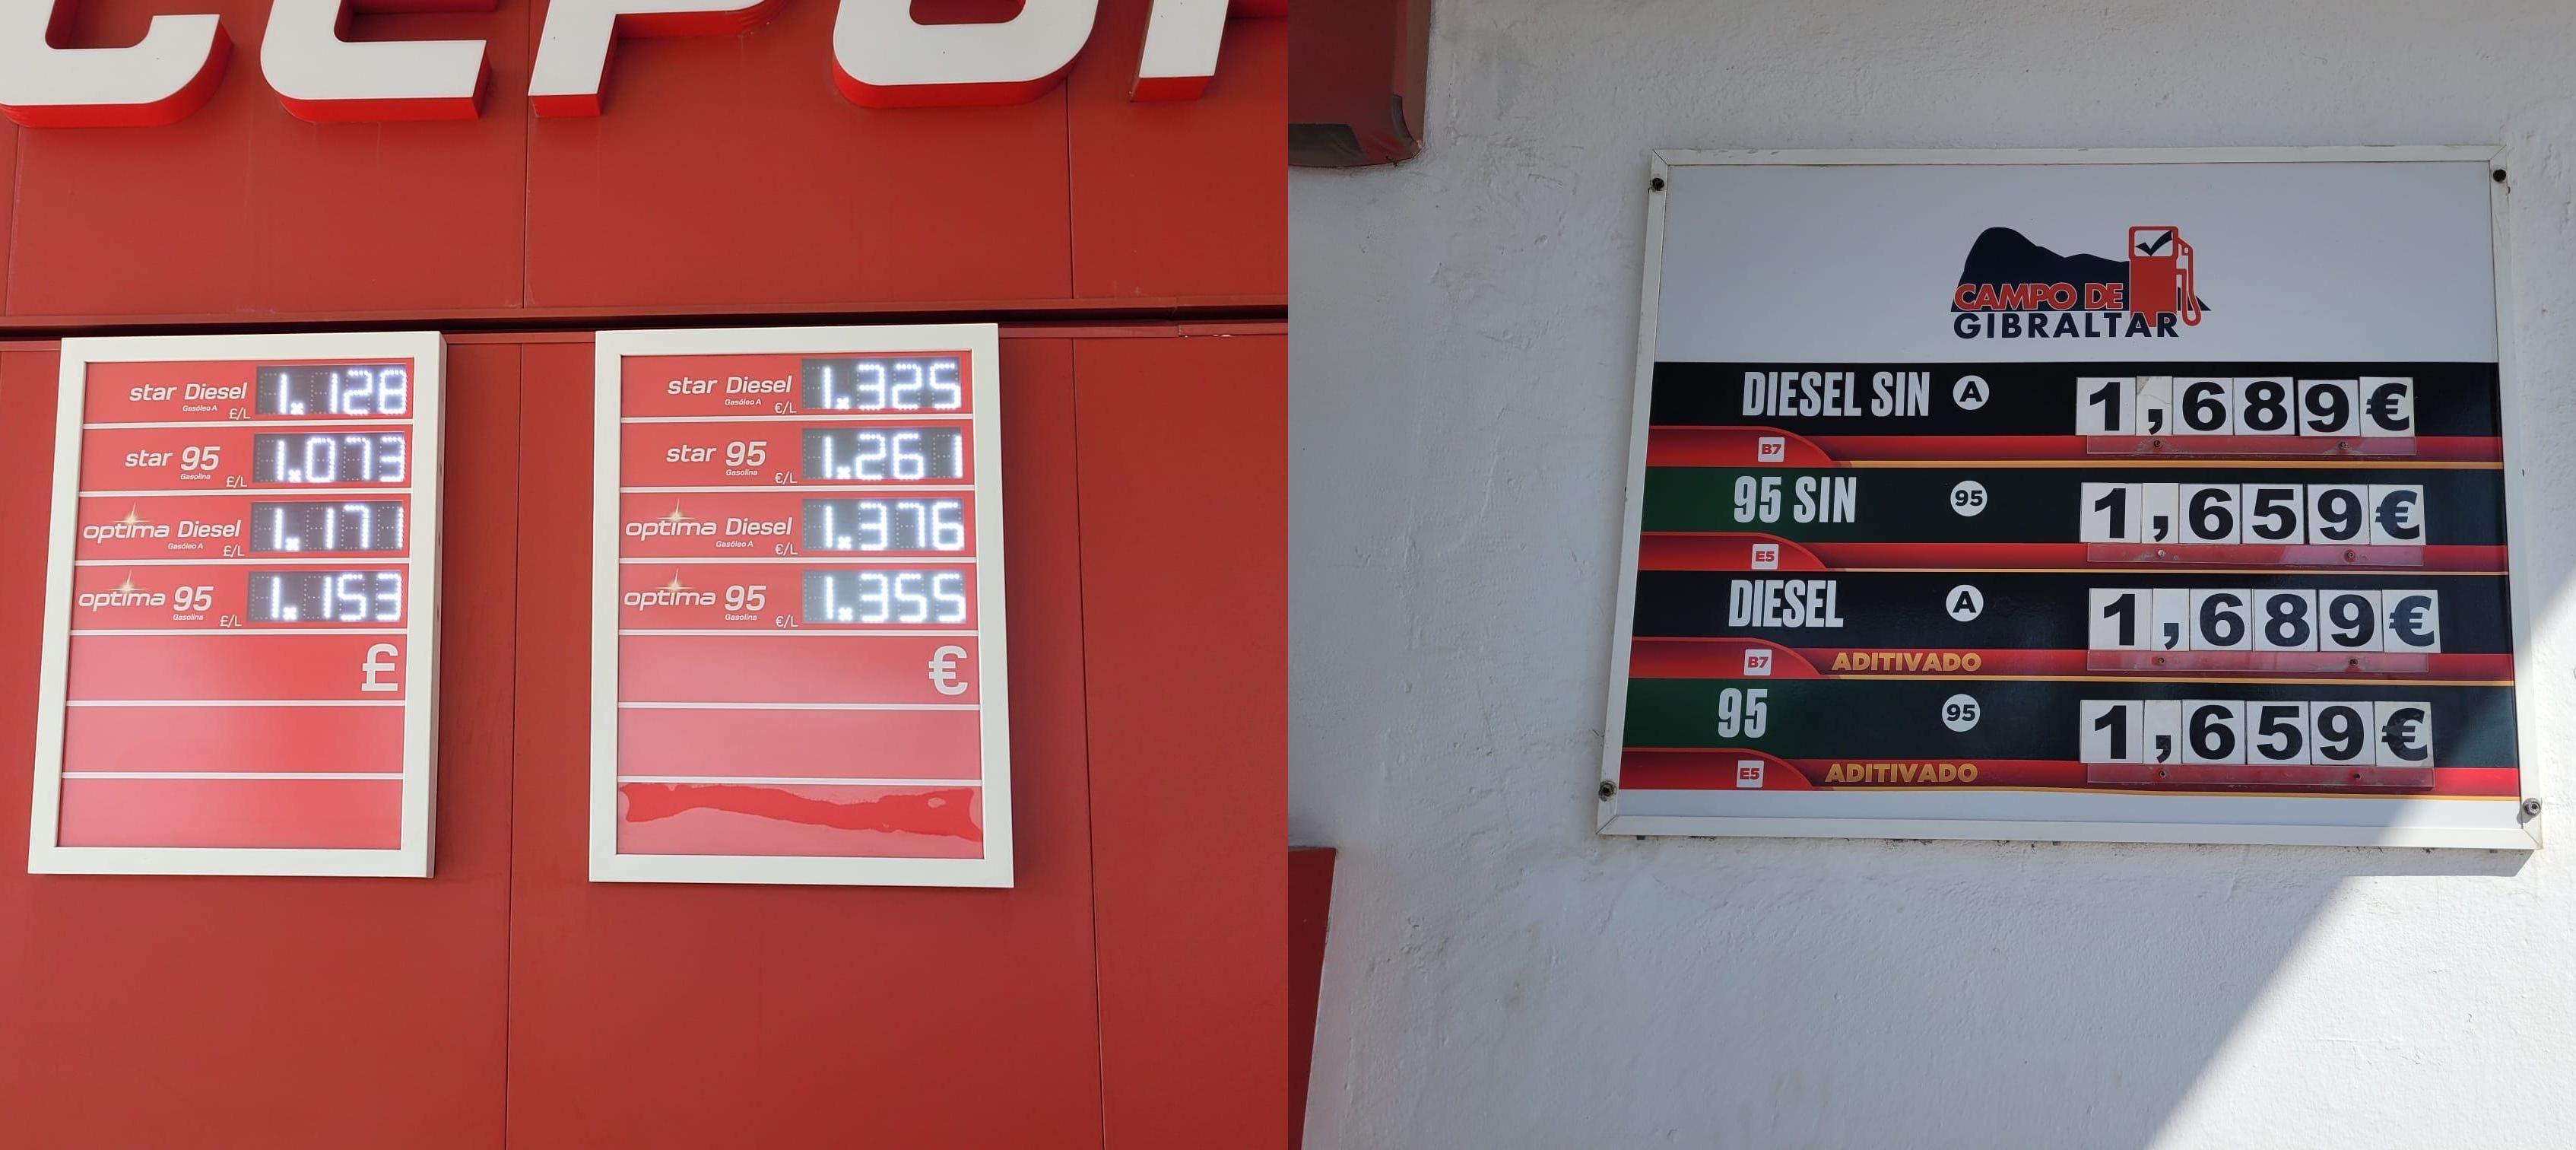 CEPSA
star Diesel 1.128
Gasóleo A £/L
star 95 1.073
Gasolina £/L
optima Diesel 1.171
Gasóleo A £/L
optima 95 1.153
Gasolina £/L
£
star Diesel 1.325
Gasóleo A €/L
star 95 1.261
Gasolina €/L
optima Diesel 1.376
Gasóleo A €/L
optima 95 1.355
Gasolina €/L
€
CAMPO DE
GIBRALTAR
DIESEL SIN A 1,689€
B7
95 SIN 95 1,659€
E5
DIESEL A 1,689€
B7 ADITIVADO
95 95 1,659€
E5 ADITIVADO